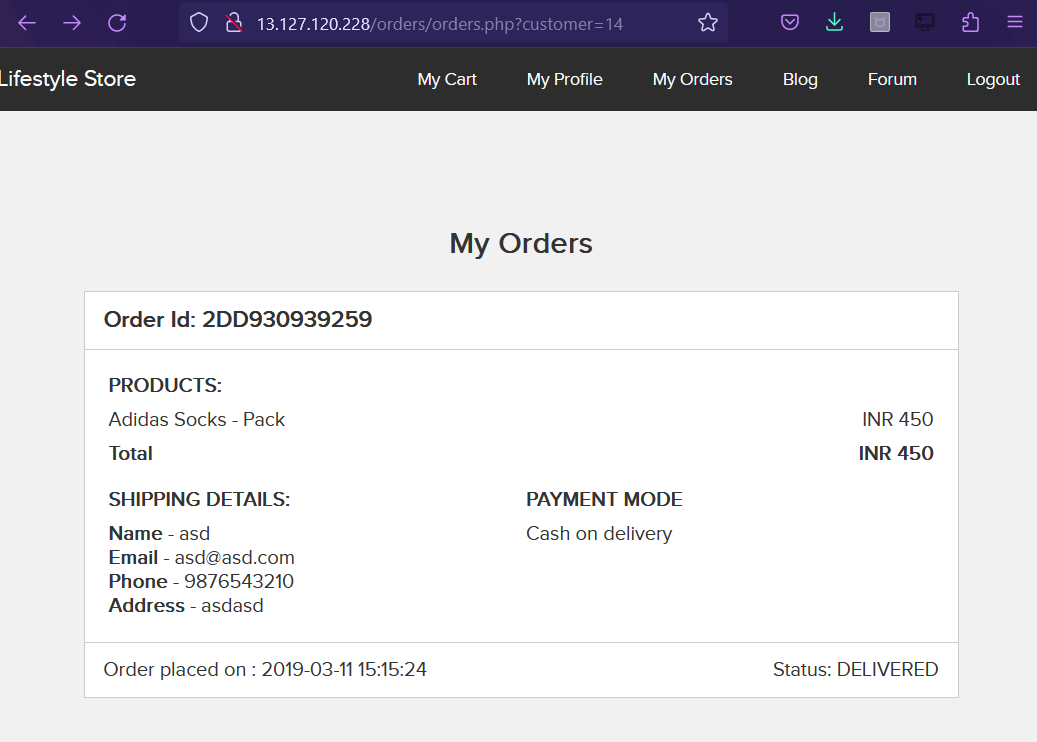 13.127.120.228/orders/orders.php?customer=14
Lifestyle Store My Cart My Profile My Orders Blog Forum Logout
My Orders
Order Id: 2DD930939259
PRODUCTS:
Adidas Socks - Pack INR 450
Total INR 450
SHIPPING DETAILS: PAYMENT MODE
Name - asd Cash on delivery
Email - asd@asd.com
Phone - 9876543210
Address - asdasd
Order placed on : 2019-03-11 15:15:24 Status: DELIVERED